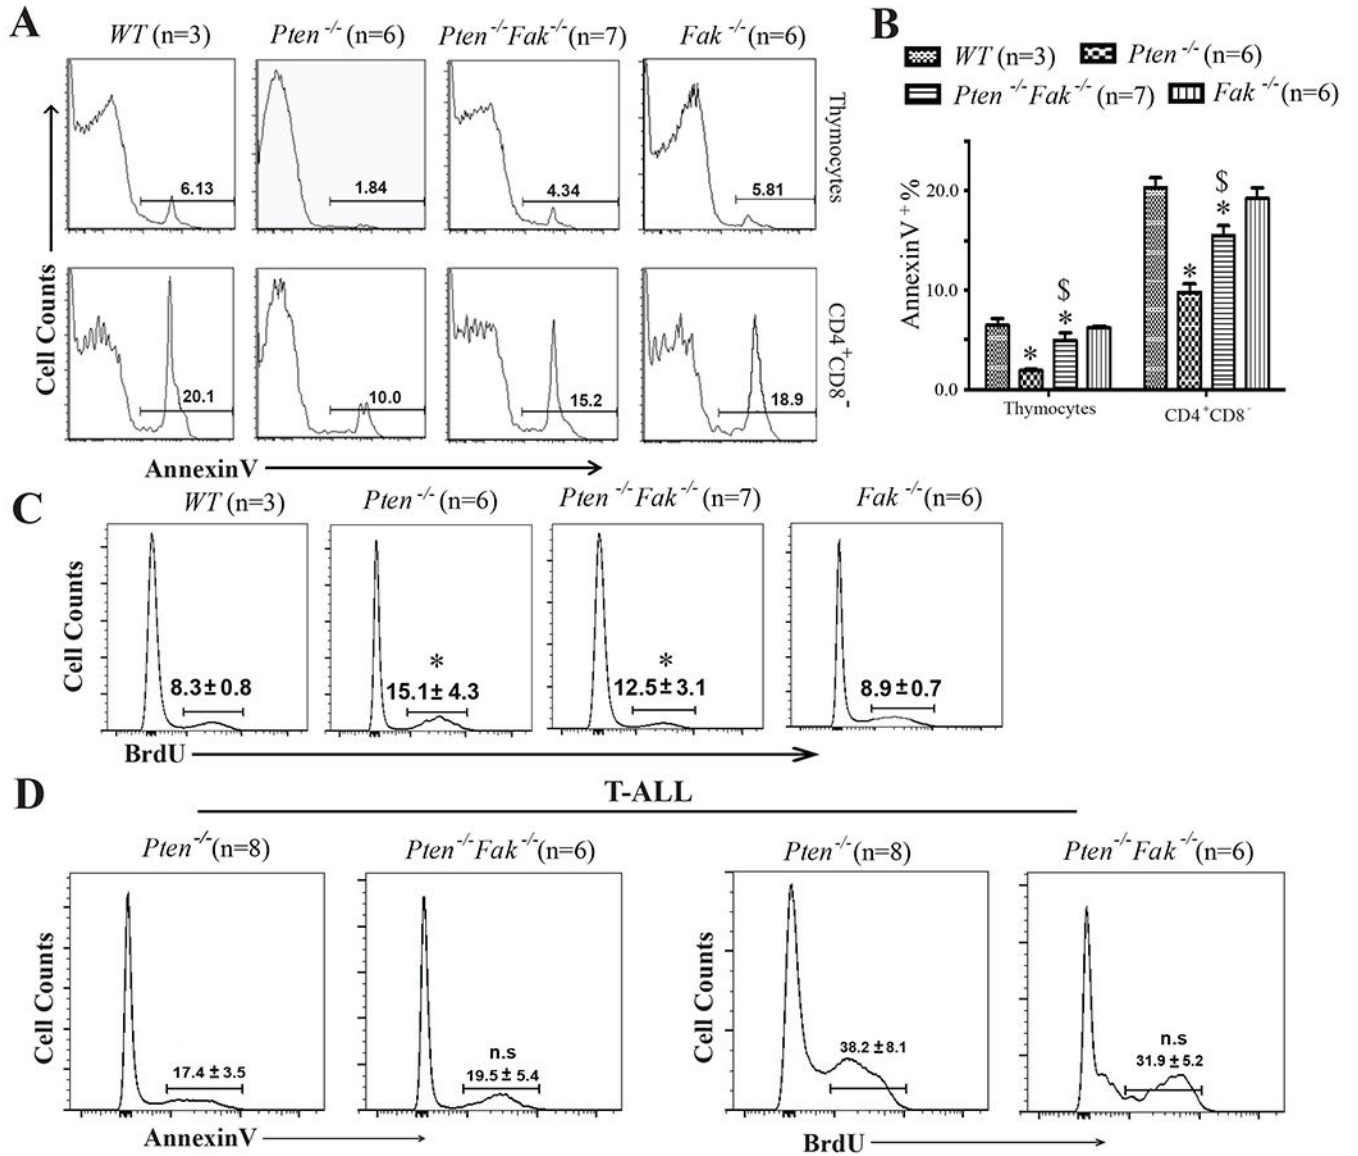 A
WT (n=3)
Pten -/- (n=6)
Pten -/- Fak -/- (n=7)
Fak -/- (n=6)
6.13
1.84
4.34
5.81
Thymocytes
20.1
10.0
15.2
18.9
CD4+CD8-
Cell Counts
AnnexinV
B
WT (n=3)
Pten -/- (n=6)
Pten -/- Fak -/- (n=7)
Fak -/- (n=6)
AnnexinV + %
20.0
10.0
0.0
*
$
*
*
$
*
Thymocytes
CD4+CD8-
C
WT (n=3)
Pten -/- (n=6)
Pten -/- Fak -/- (n=7)
Fak -/- (n=6)
Cell Counts
8.3±0.8
*
15.1±4.3
*
12.5±3.1
8.9±0.7
BrdU
D
T-ALL
Pten -/- (n=8)
Pten -/- Fak -/- (n=6)
Pten -/- (n=8)
Pten -/- Fak -/- (n=6)
Cell Counts
17.4±3.5
n.s
19.5±5.4
Cell Counts
38.2±8.1
n.s
31.9±5.2
AnnexinV
BrdU